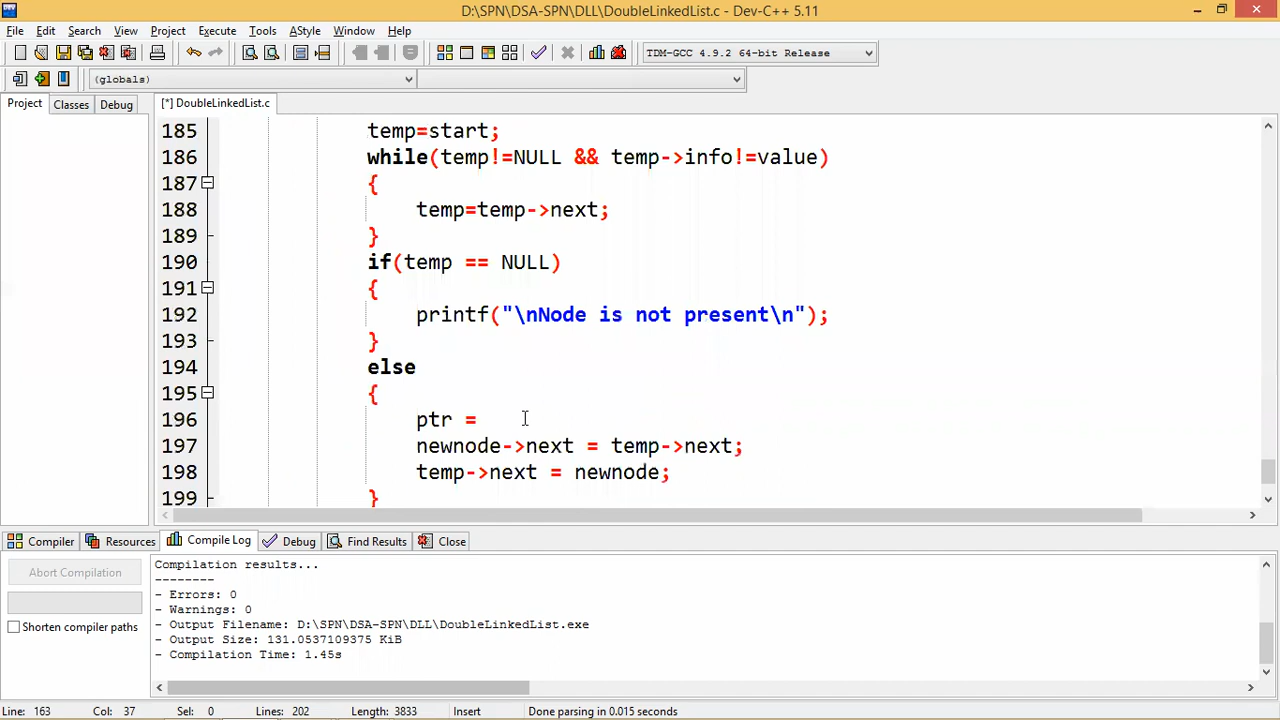 D:\SPN\DSA-SPN\DLL\DoubleLinkedList.c - Dev-C++ 5.11
File Edit Search View Project Execute Tools AStyle Window Help
TDM-GCC 4.9.2 64-bit Release
(globals)
Project Classes Debug [*] DoubleLinkedList.c
185 temp=start;
186 while(temp!=NULL && temp->info!=value)
187 {
188 temp=temp->next;
189 }
190 if(temp == NULL)
191 {
192 printf("\nNode is not present\n");
193 }
194 else
195 {
196 ptr =
197 newnode->next = temp->next;
198 temp->next = newnode;
199 }
Compiler Resources Compile Log Debug Find Results Close
Abort Compilation
Shorten compiler paths
Compilation results...
--------
- Errors: 0
- Warnings: 0
- Output Filename: D:\SPN\DSA-SPN\DLL\DoubleLinkedList.exe
- Output Size: 131.0537109375 KiB
- Compilation Time: 1.45s
Line: 163 Col: 37 Sel: 0 Lines: 202 Length: 3833 Insert Done parsing in 0.015 seconds